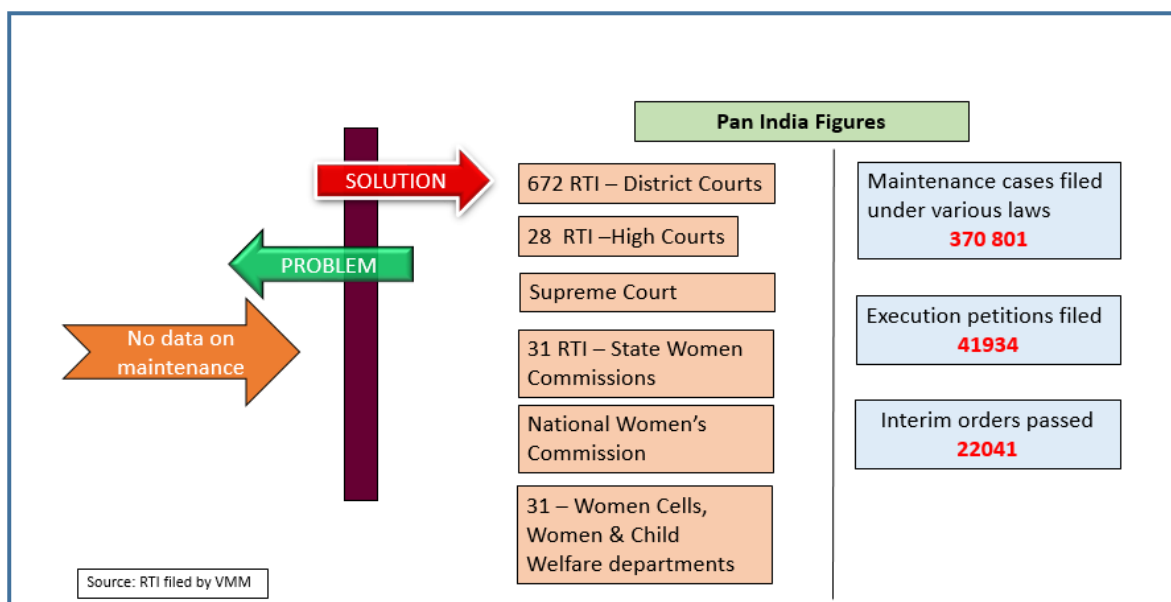 Pan India Figures
SOLUTION
PROBLEM
No data on
maintenance
672 RTI – District Courts
28  RTI –High Courts
Supreme Court
31 RTI – State Women
Commissions
National Women’s
Commission
31 – Women Cells,
Women & Child
Welfare departments
Maintenance cases filed
under various laws
370 801
Execution petitions filed
41934
Interim orders passed
22041
Source: RTI filed by VMM